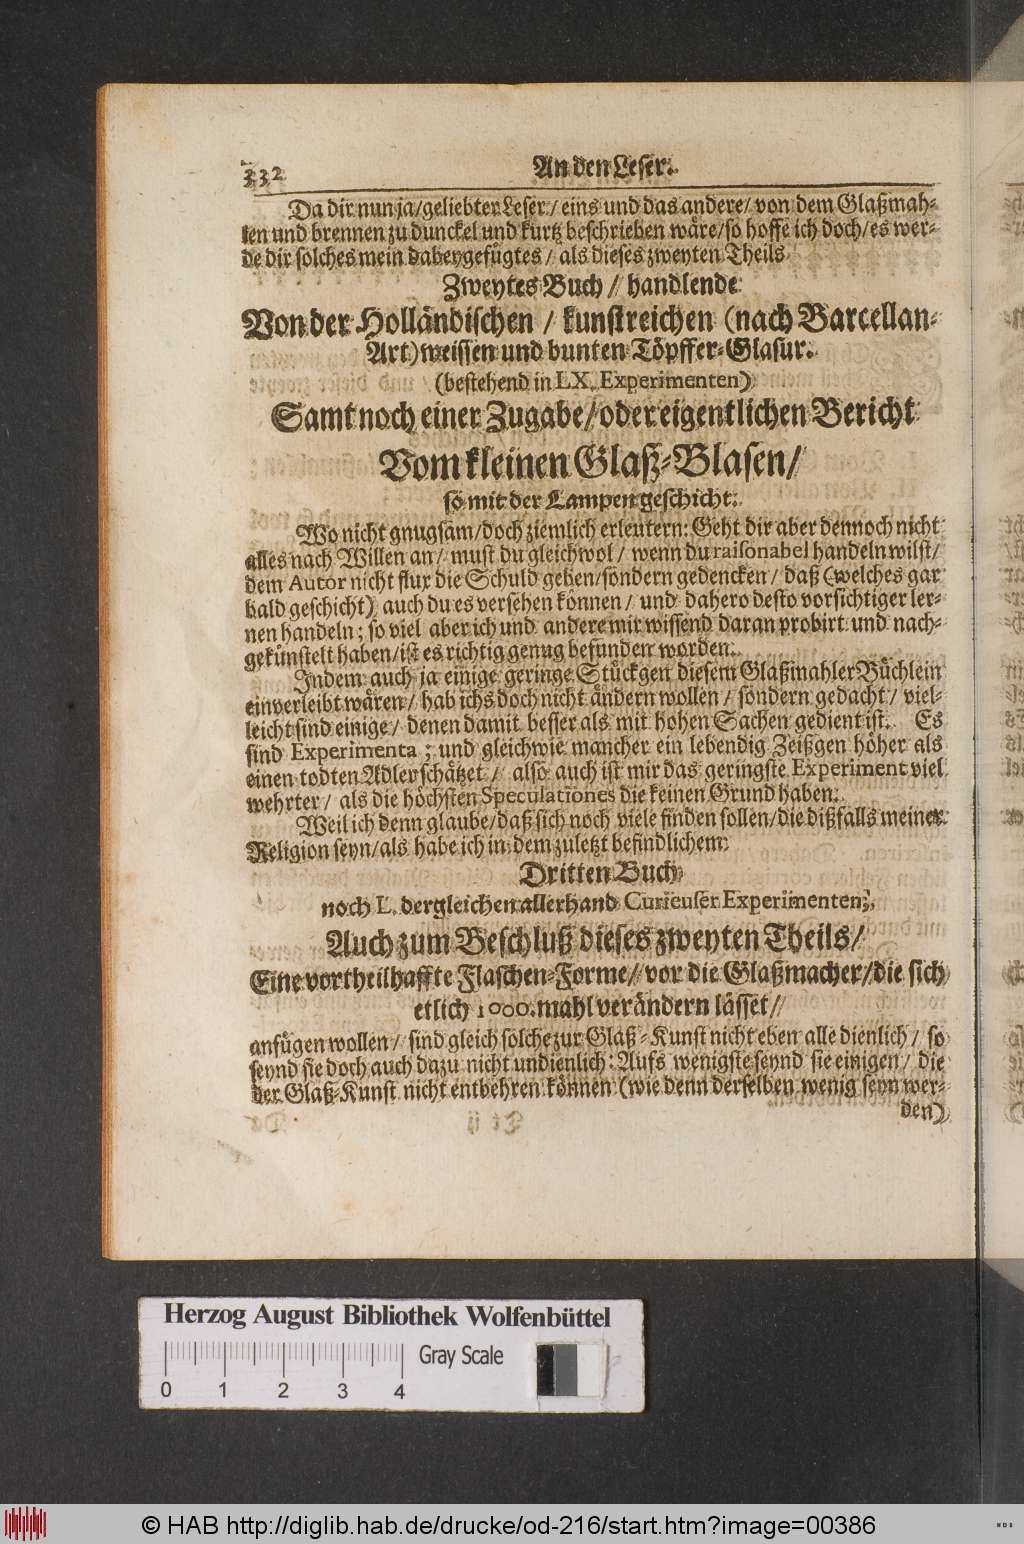 332 An den Leser.
Da dir nun ja/geliebter Leser/ eins und das andere/ von dem Glaßmah-
len und brennen zu dunckel und kurtz beschrieben wäre/so hoffe ich doch/es wer-
de dir solches mein dabeygefügtes/ als dieses zweyten Theils
Zweytes Buch/ handlende
Von der Holländischen/ kunstreichen (nach Barcellan-
Art) weissen und bunten Töpffer-Glasur.
(bestehend in LX. Experimenten)
Samt noch einer Zugabe/oder eigentlichen Bericht
Vom kleinen Glaß-Blasen/
so mit der Lampen geschicht:
Wo nicht gnugsam/doch ziemlich erleutern: Geht dir aber dennoch nicht
alles nach Willen an/ must du gleichwol/ wenn du raisonabel handeln wilst/
dem Autor nicht flux die Schuld geben/sondern gedencken/ daß (welches gar
bald geschicht) auch du es versehen können/ und dahero desto vorsichtiger ler-
nen handeln; so viel aber ich und andere mir wissend daran probirt und nach-
gekünstelt haben/ist es richtig genug befunden worden.
Indem auch ja einige geringe Stückgen diesem Glaßmahler Büchlein
einverleibt wären/ hab ichs doch nicht ändern wollen/ sondern gedacht/ viel-
leicht sind einige/ denen damit besser als mit hohen Sachen gedient ist. Es
sind Experimenta; und gleichwie mancher ein lebendig Zeißgen höher als
einen todten Adler schätzet/ also auch ist mir das geringste Experiment viel
wehrter/ als die höchsten Speculationes die keinen Grund haben.
Weil ich denn glaube/daß sich noch viele finden sollen/die dißfalls meiner
Religion seyn/als habe ich in dem zuletzt befindlichem
Dritten Buch
noch L. dergleichen allerhand Curieuser Experimenten;
Auch zum Beschluß dieses zweyten Theils/
Eine vortheilhaffte Flaschen-Forme/ vor die Glaßmacher/die sich
etlich 1000. mahl verändern lässet/
anfügen wollen/ sind gleich solche zur Glaß-Kunst nicht eben alle dienlich/ so
seynd sie doch auch dazu nicht undienlich: Aufs wenigste seynd sie einigen/ die
der Glaß-Kunst nicht entbehren können (wie denn derselben wenig seyn wer-
den)
Herzog August Bibliothek Wolfenbüttel
Gray Scale
0 1 2 3 4
© HAB http://diglib.hab.de/drucke/od-216/start.htm?image=00386